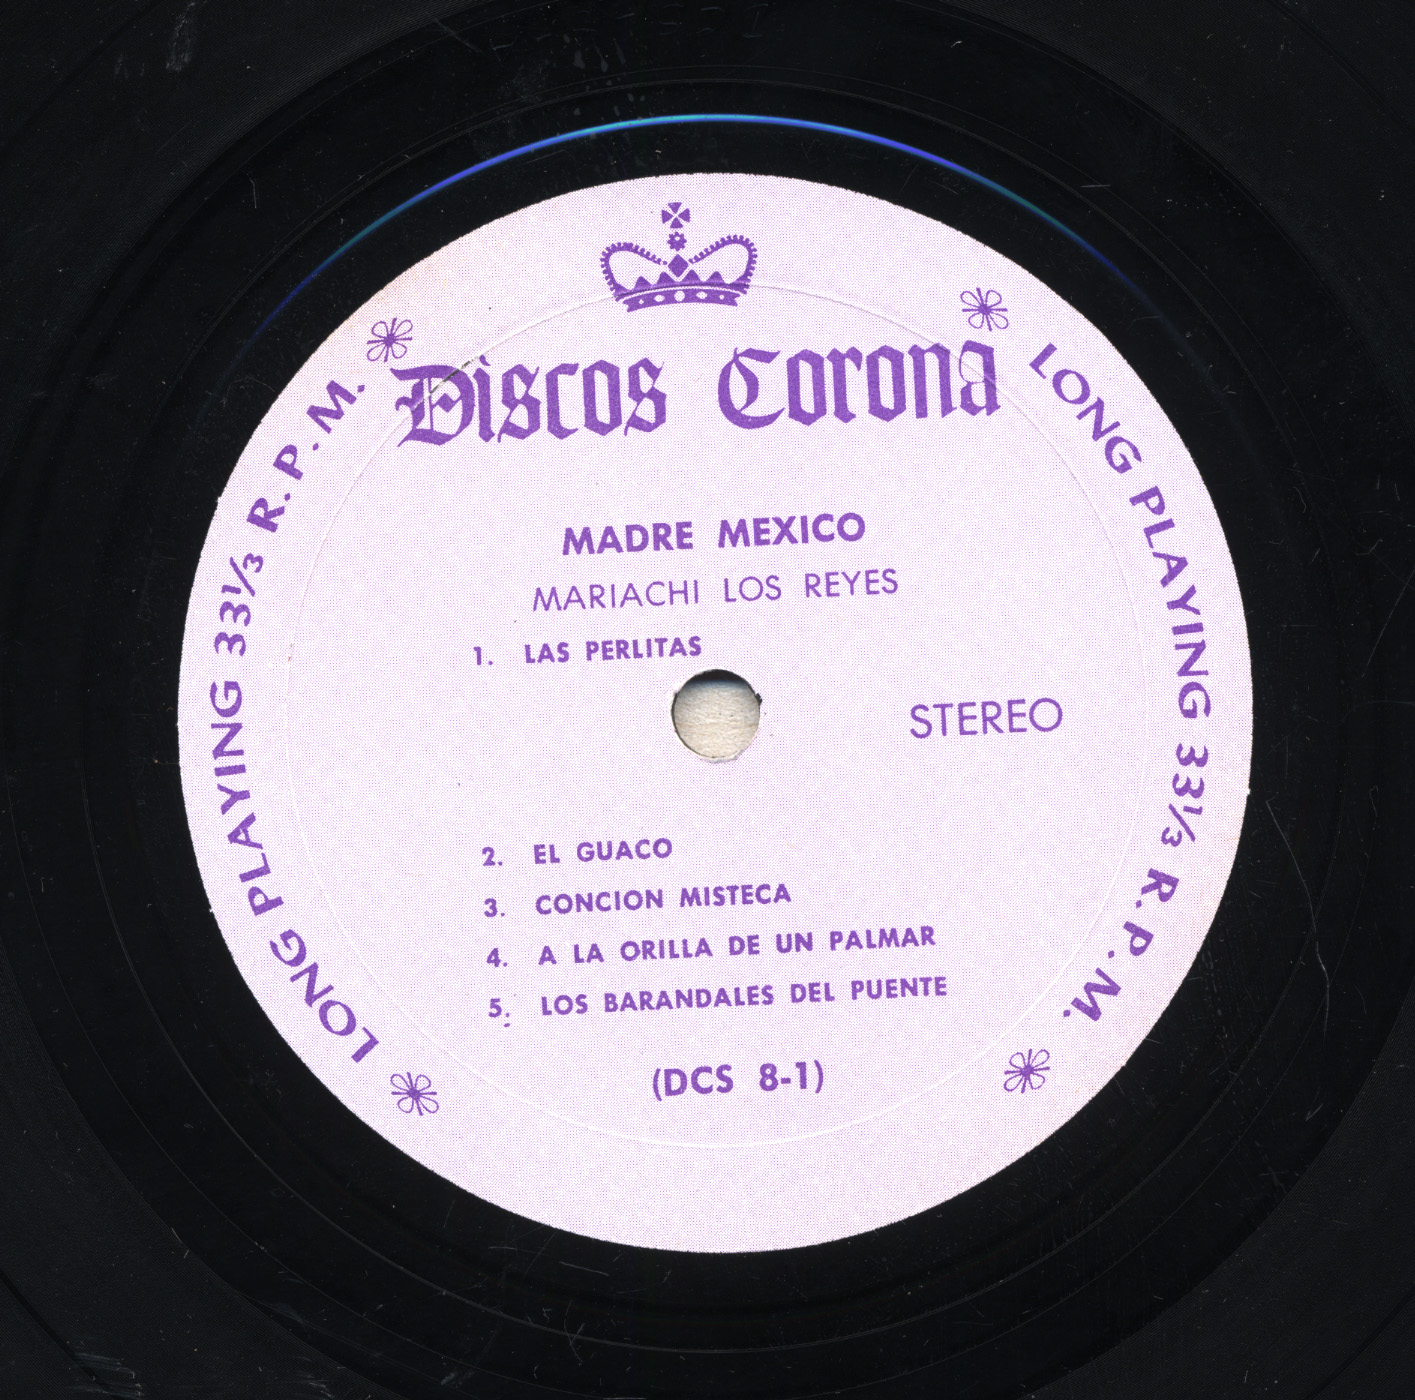 Discos Corona
LONG PLAYING 33⅓ R.P.M.
LONG PLAYING 33⅓ R.P.M.
MADRE MEXICO
MARIACHI LOS REYES
1. LAS PERLITAS
STEREO
2. EL GUACO
3. CONCION MISTECA
4. A LA ORILLA DE UN PALMAR
5. LOS BARANDALES DEL PUENTE
(DCS 8-1)